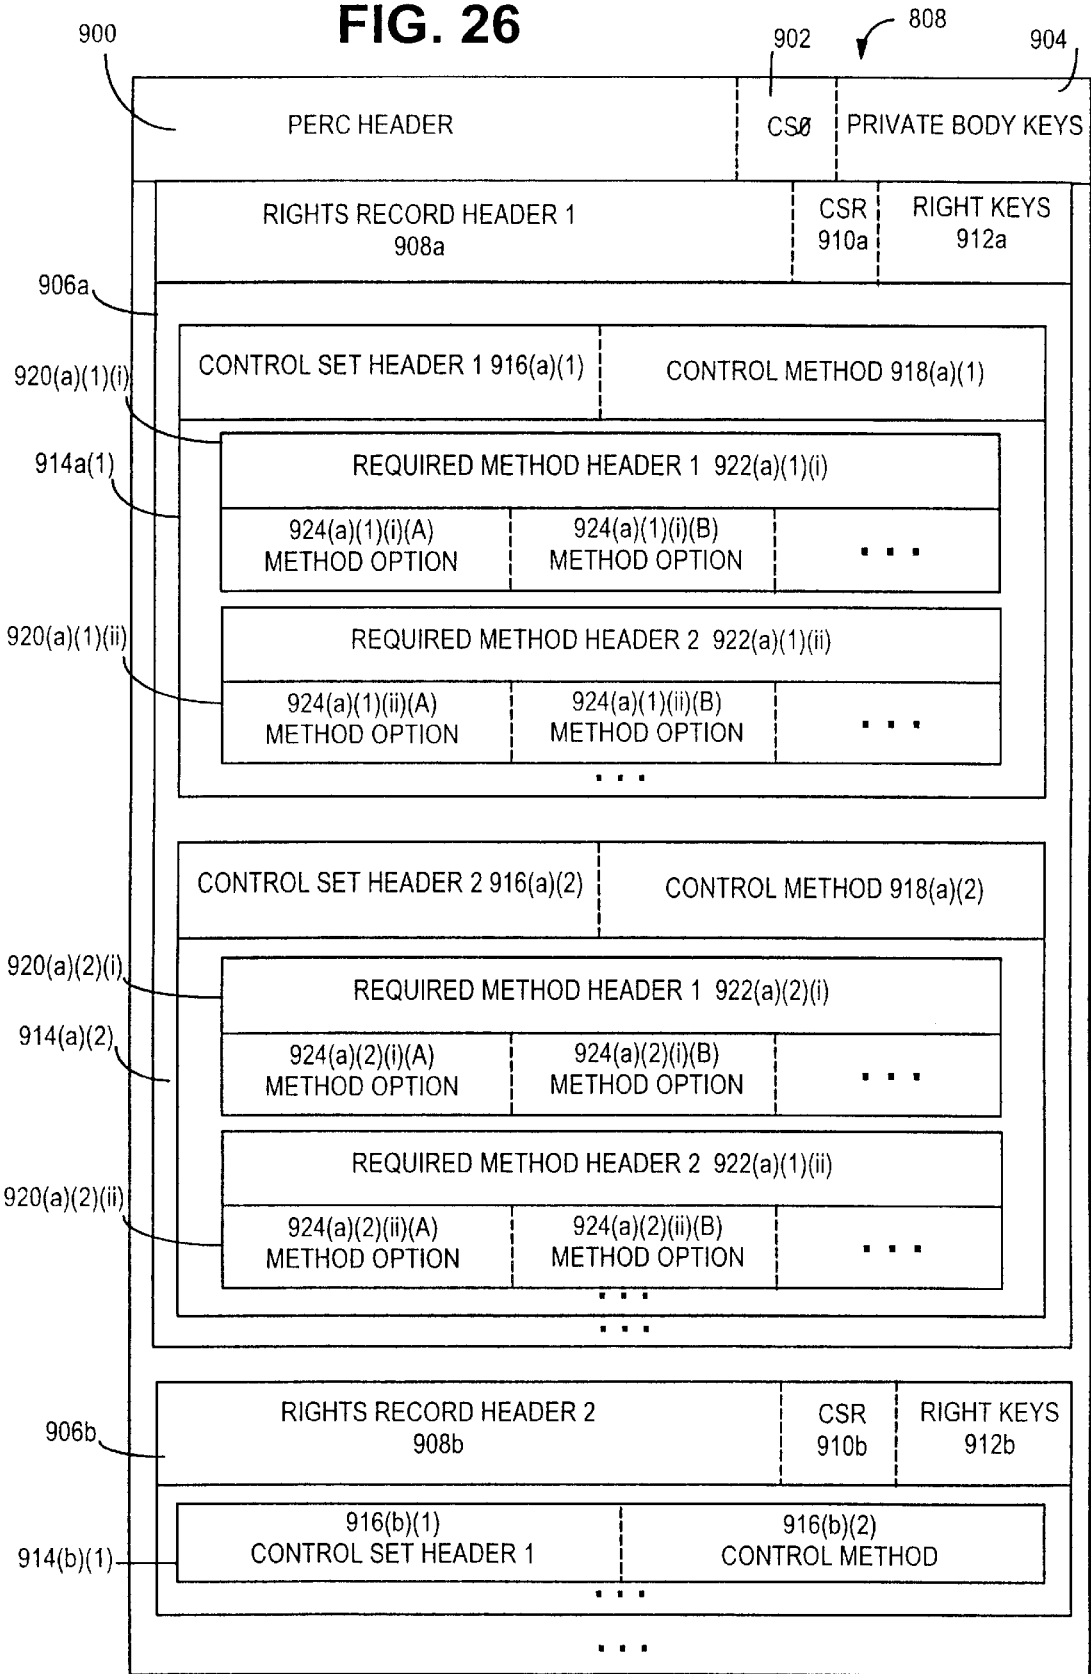 FIG. 26
900
902
808
904
PERC HEADER
CS0
PRIVATE BODY KEYS
RIGHTS RECORD HEADER 1
908a
CSR
910a
RIGHT KEYS
912a
906a
CONTROL SET HEADER 1 916(a)(1)
CONTROL METHOD 918(a)(1)
920(a)(1)(i)
914a(1)
REQUIRED METHOD HEADER 1 922(a)(1)(i)
924(a)(1)(i)(A)
METHOD OPTION
924(a)(1)(i)(B)
METHOD OPTION
...
920(a)(1)(ii)
REQUIRED METHOD HEADER 2 922(a)(1)(ii)
924(a)(1)(ii)(A)
METHOD OPTION
924(a)(1)(ii)(B)
METHOD OPTION
...
...
CONTROL SET HEADER 2 916(a)(2)
CONTROL METHOD 918(a)(2)
920(a)(2)(i)
914(a)(2)
REQUIRED METHOD HEADER 1 922(a)(2)(i)
924(a)(2)(i)(A)
METHOD OPTION
924(a)(2)(i)(B)
METHOD OPTION
...
920(a)(2)(ii)
REQUIRED METHOD HEADER 2 922(a)(1)(ii)
924(a)(2)(ii)(A)
METHOD OPTION
924(a)(2)(ii)(B)
METHOD OPTION
...
...
...
906b
RIGHTS RECORD HEADER 2
908b
CSR
910b
RIGHT KEYS
912b
914(b)(1)
916(b)(1)
CONTROL SET HEADER 1
916(b)(2)
CONTROL METHOD
...
...